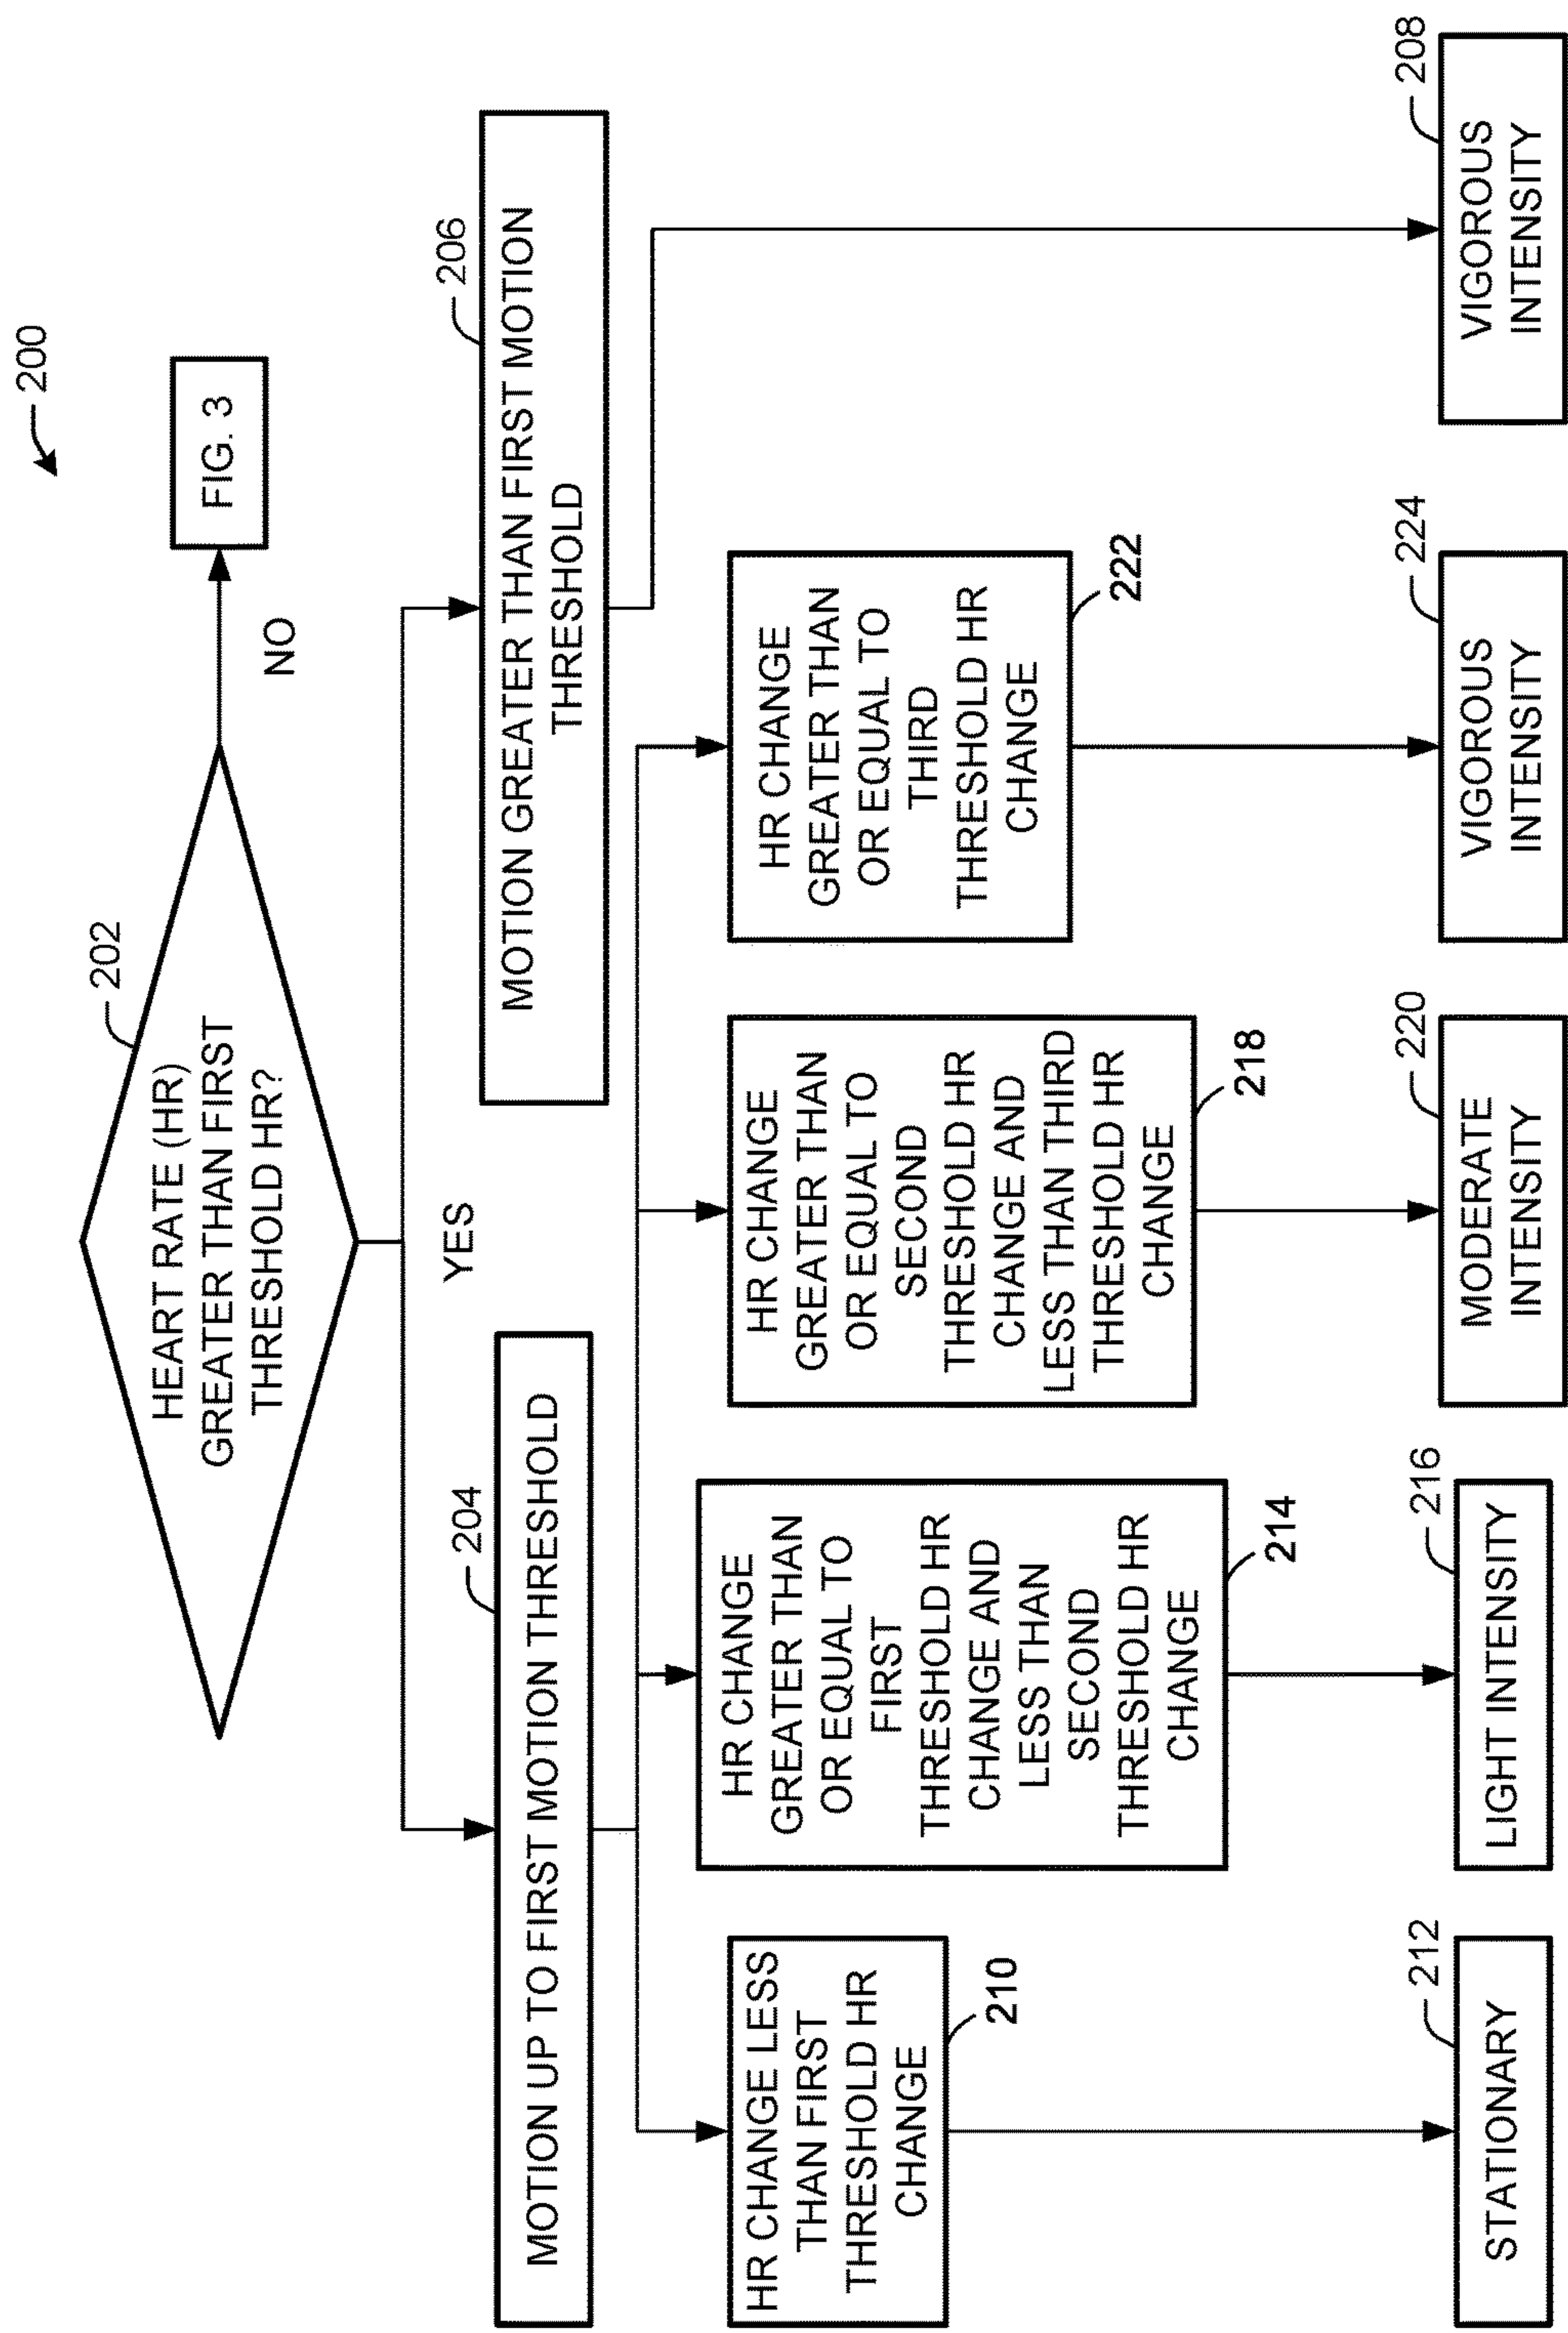 200
202
HEART RATE (HR)
GREATER THAN FIRST
THRESHOLD HR?
NO
FIG. 3
YES
204
MOTION UP TO FIRST MOTION THRESHOLD
206
MOTION GREATER THAN FIRST MOTION
THRESHOLD
HR CHANGE LESS
THAN FIRST
THRESHOLD HR
CHANGE
210
HR CHANGE
GREATER THAN
OR EQUAL TO
FIRST
THRESHOLD HR
CHANGE AND
LESS THAN
SECOND
THRESHOLD HR
CHANGE
214
HR CHANGE
GREATER THAN
OR EQUAL TO
SECOND
THRESHOLD HR
CHANGE AND
LESS THAN THIRD
THRESHOLD HR
CHANGE
218
HR CHANGE
GREATER THAN
OR EQUAL TO
THIRD
THRESHOLD HR
CHANGE
222
212
STATIONARY
216
LIGHT INTENSITY
220
MODERATE
INTENSITY
224
VIGOROUS
INTENSITY
208
VIGOROUS
INTENSITY